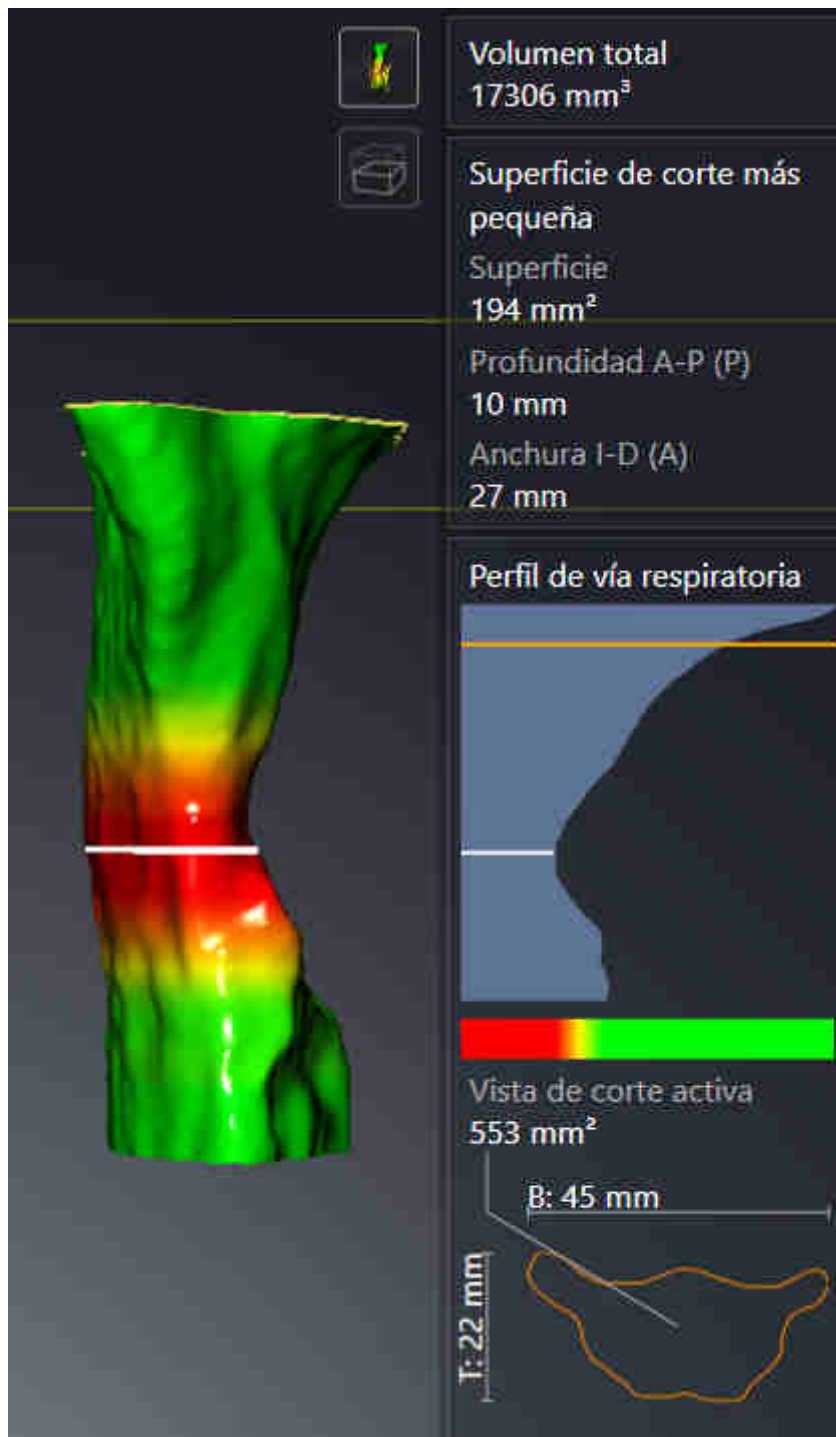 Volumen total
17306 mm³
Superficie de corte más
pequeña
Superficie
194 mm²
Profundidad A-P (P)
10 mm
Anchura I-D (A)
27 mm
Perfil de vía respiratoria
Vista de corte activa
553 mm²
B: 45 mm
T: 22 mm